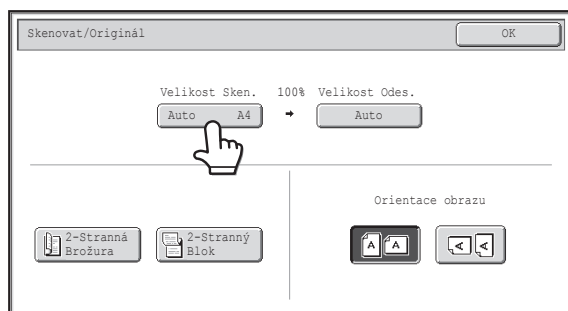 Skenovat/Originál
OK
Velikost Sken. 100% Velikost Odes.
Auto A4 Auto
Orientace obrazu
2-Stranná
Brožura
2-Stranný
Blok
A A A A